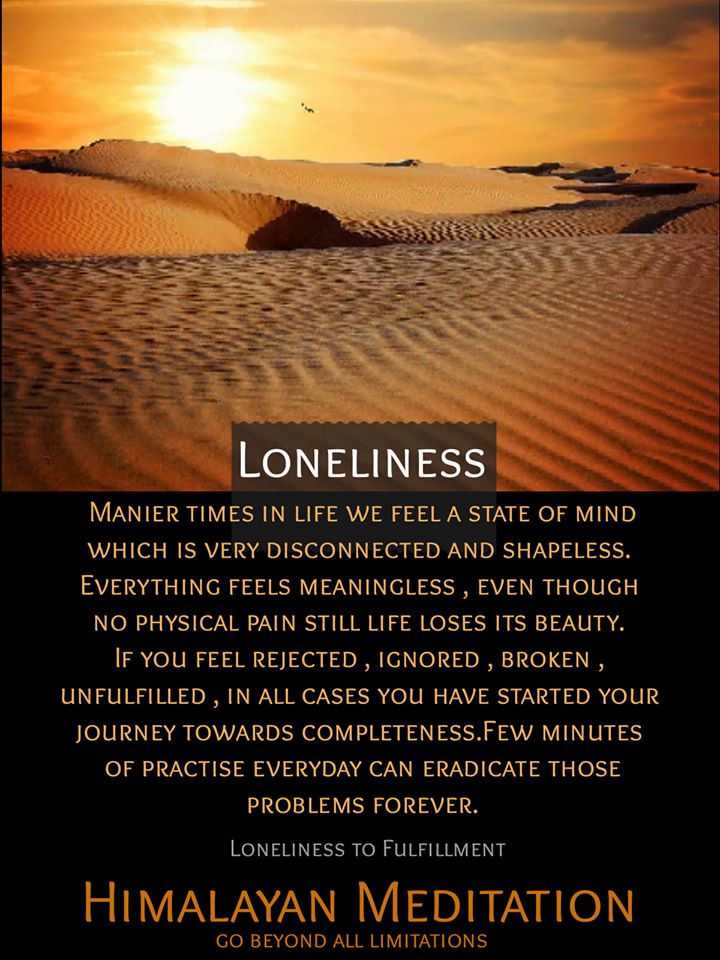 Loneliness
Manier times in life we feel a state of mind
which is very disconnected and shapeless.
Everything feels meaningless , even though
no physical pain still life loses its beauty.
If you feel rejected , ignored , broken ,
unfulfilled , in all cases you have started your
journey towards completeness.Few minutes
of practise everyday can eradicate those
problems forever.
Loneliness to Fulfillment
Himalayan Meditation
go beyond all limitations